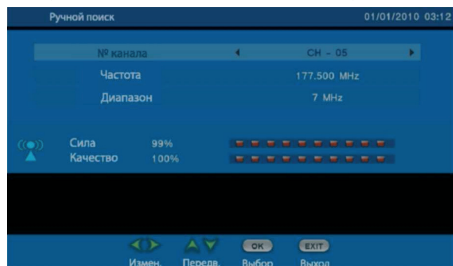 Ручной поиск 01/01/2010 03:12
№ канала CH - 05
Частота 177.500 MHz
Диапазон 7 MHz
Сила 99%
Качество 100%
OK EXIT
Измен. Передв. Выбор Выход